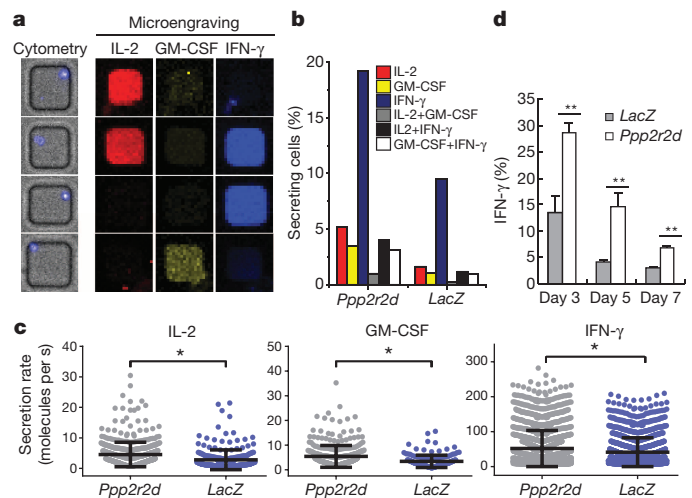 a
Microengraving
Cytometry IL-2 GM-CSF IFN-γ
b
Secreting cells (%)
20
15
10
5
0
IL-2
GM-CSF
IFN-γ
IL-2+GM-CSF
IL2+IFN-γ
GM-CSF+IFN-γ
Ppp2r2d LacZ
d
IFN-γ (%)
35
30
25
20
15
10
5
0
LacZ
Ppp2r2d
**
**
**
Day 3 Day 5 Day 7
c
Secretion rate
(molecules per s)
IL-2
40
30
20
10
0
*
Ppp2r2d LacZ
GM-CSF
50
40
30
20
10
0
*
Ppp2r2d LacZ
IFN-γ
300
200
100
0
*
Ppp2r2d LacZ